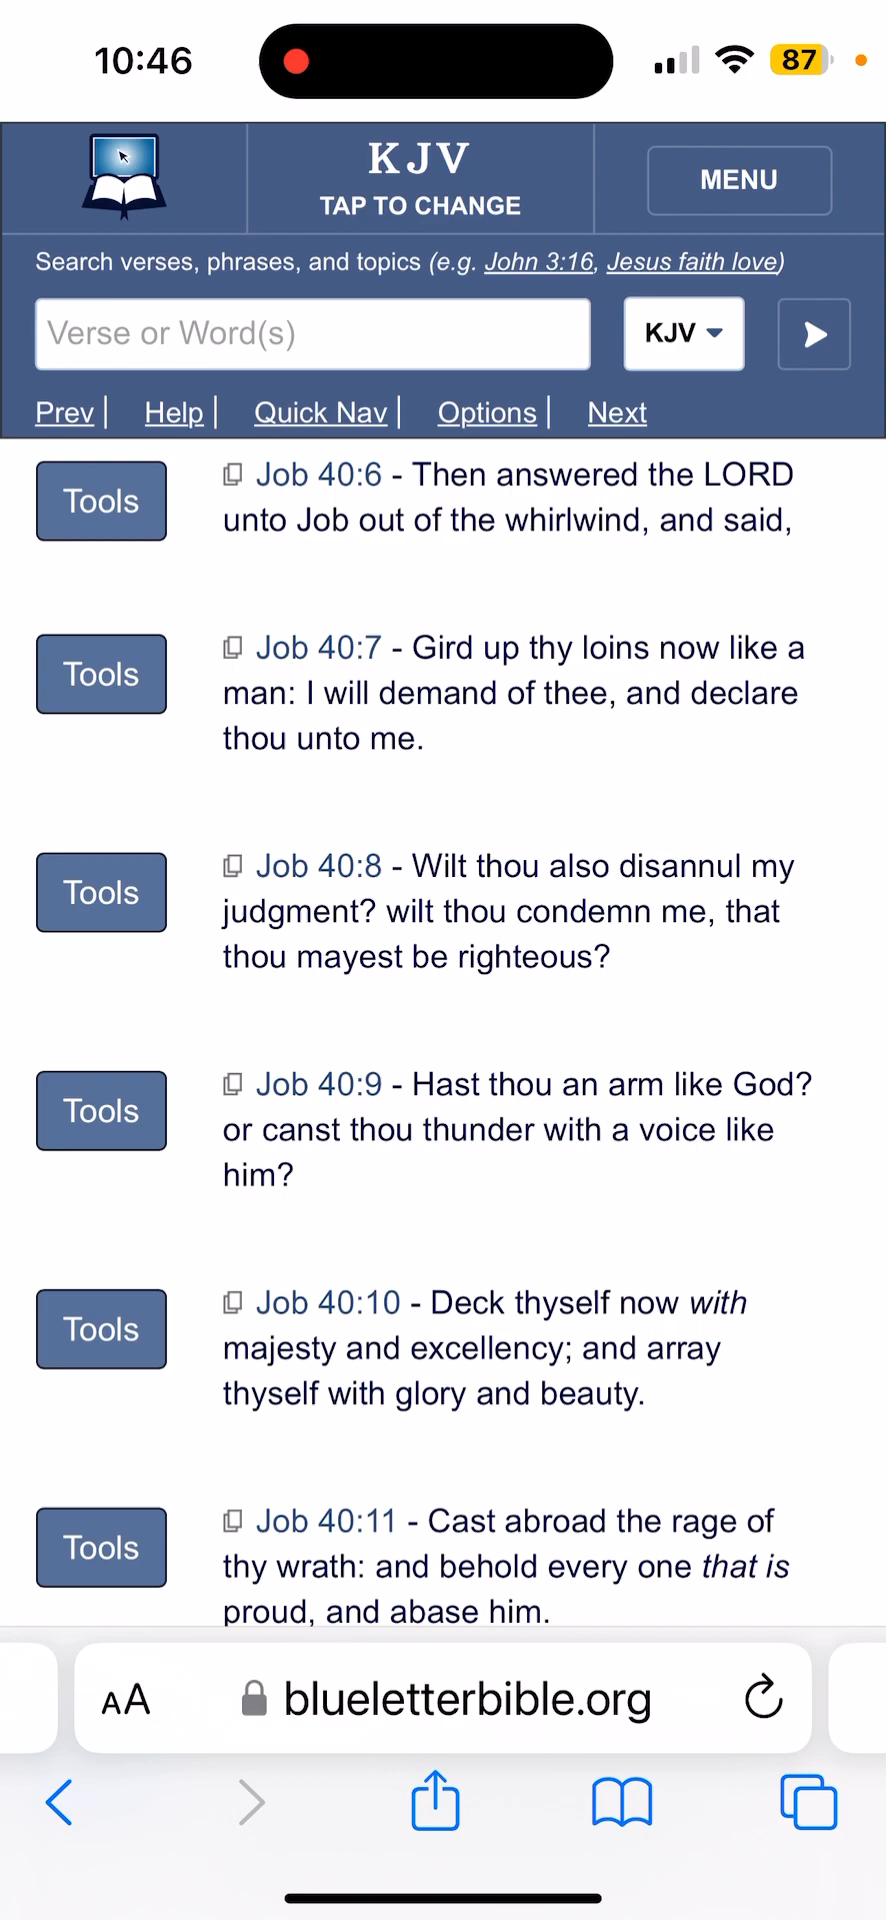 10:46
87
KJV
TAP TO CHANGE
MENU
Search verses, phrases, and topics (e.g. John 3:16, Jesus faith love)
Verse or Word(s)
KJV
Prev | Help | Quick Nav | Options | Next
Tools
Job 40:6 - Then answered the LORD
unto Job out of the whirlwind, and said,
Tools
Job 40:7 - Gird up thy loins now like a
man: I will demand of thee, and declare
thou unto me.
Tools
Job 40:8 - Wilt thou also disannul my
judgment? wilt thou condemn me, that
thou mayest be righteous?
Tools
Job 40:9 - Hast thou an arm like God?
or canst thou thunder with a voice like
him?
Tools
Job 40:10 - Deck thyself now with
majesty and excellency; and array
thyself with glory and beauty.
Tools
Job 40:11 - Cast abroad the rage of
thy wrath: and behold every one that is
proud, and abase him.
AA blueletterbible.org